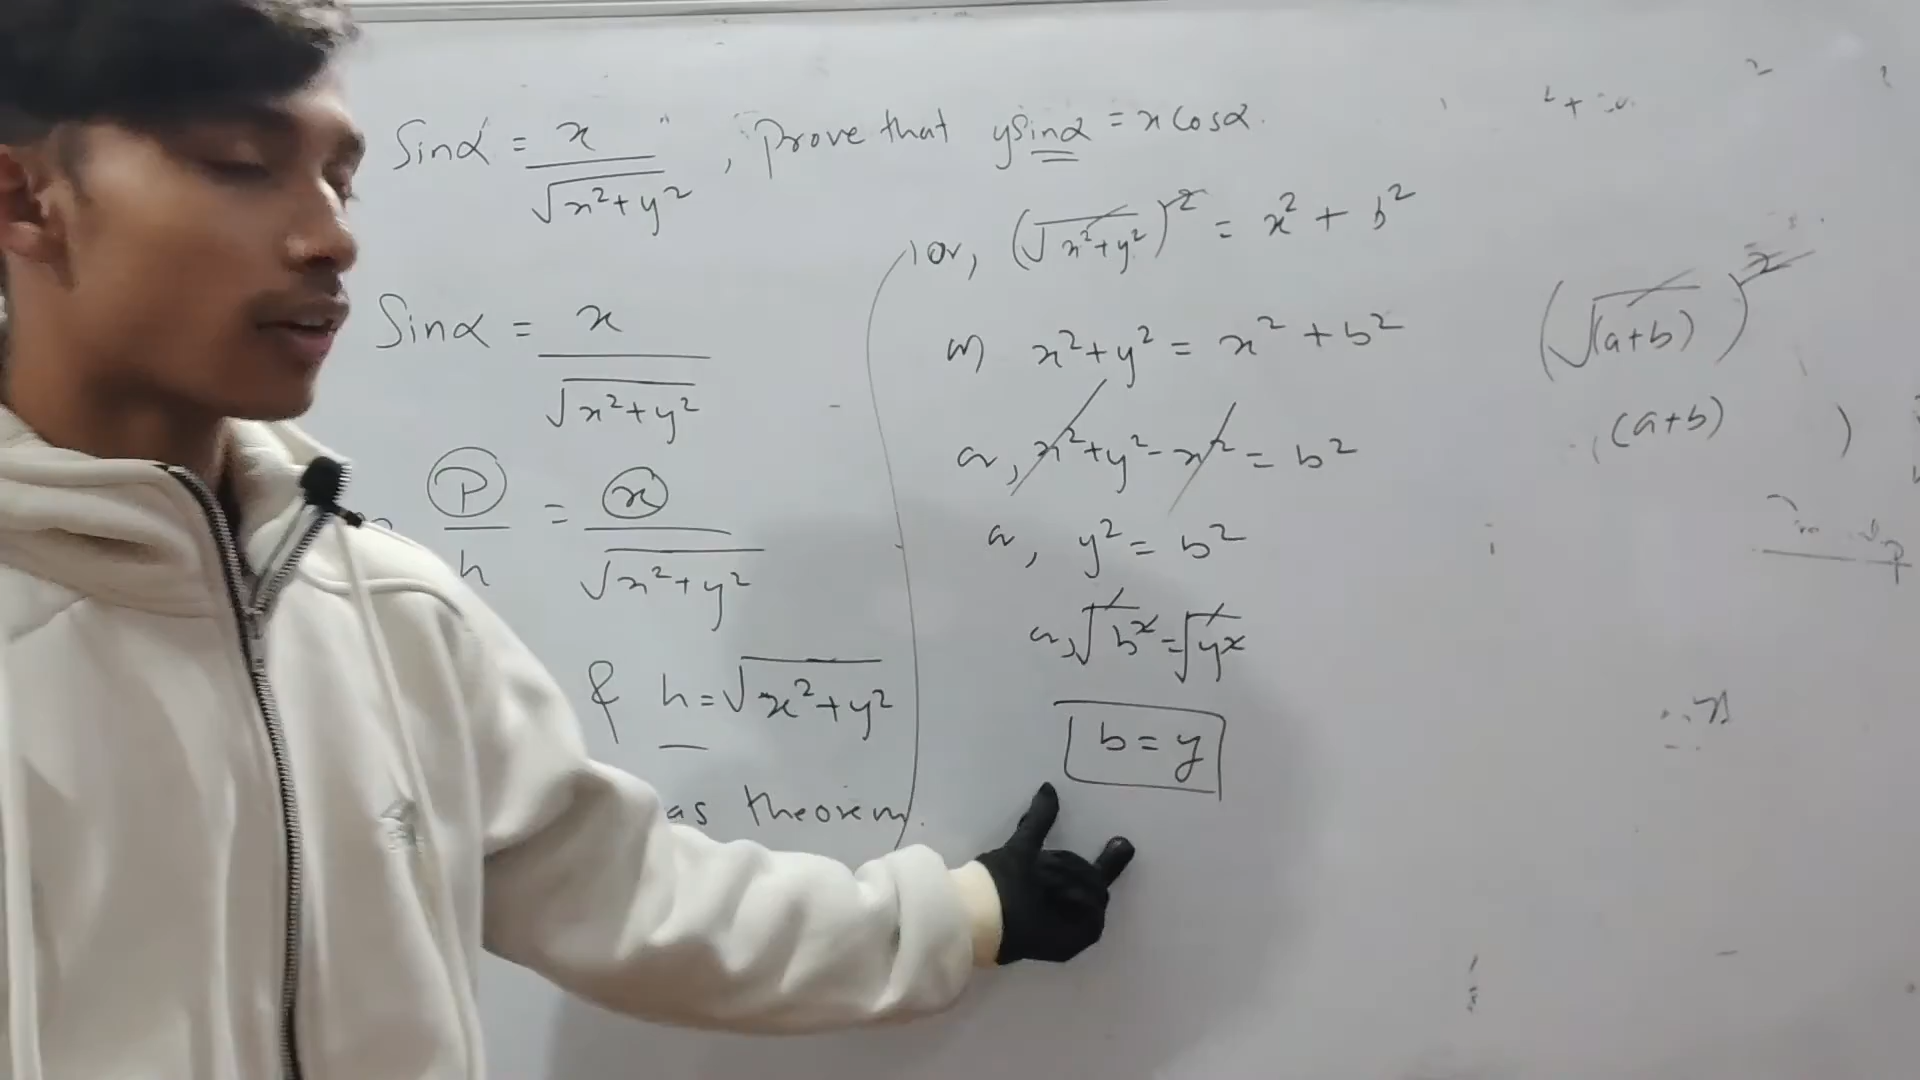 Sinα = x / √x²+y² , prove that ysinα = xcosα.
Sinα = x / √x²+y²
P / h = x / √x²+y²
& h = √x²+y²
as theorem.
or, (√x²+y²)² = x² + b²
or x²+y² = x² + b²
or, x²+y²-x² = b²
or, y² = b²
or, √b² = √y²
b = y
(√(a+b))²
(a+b)